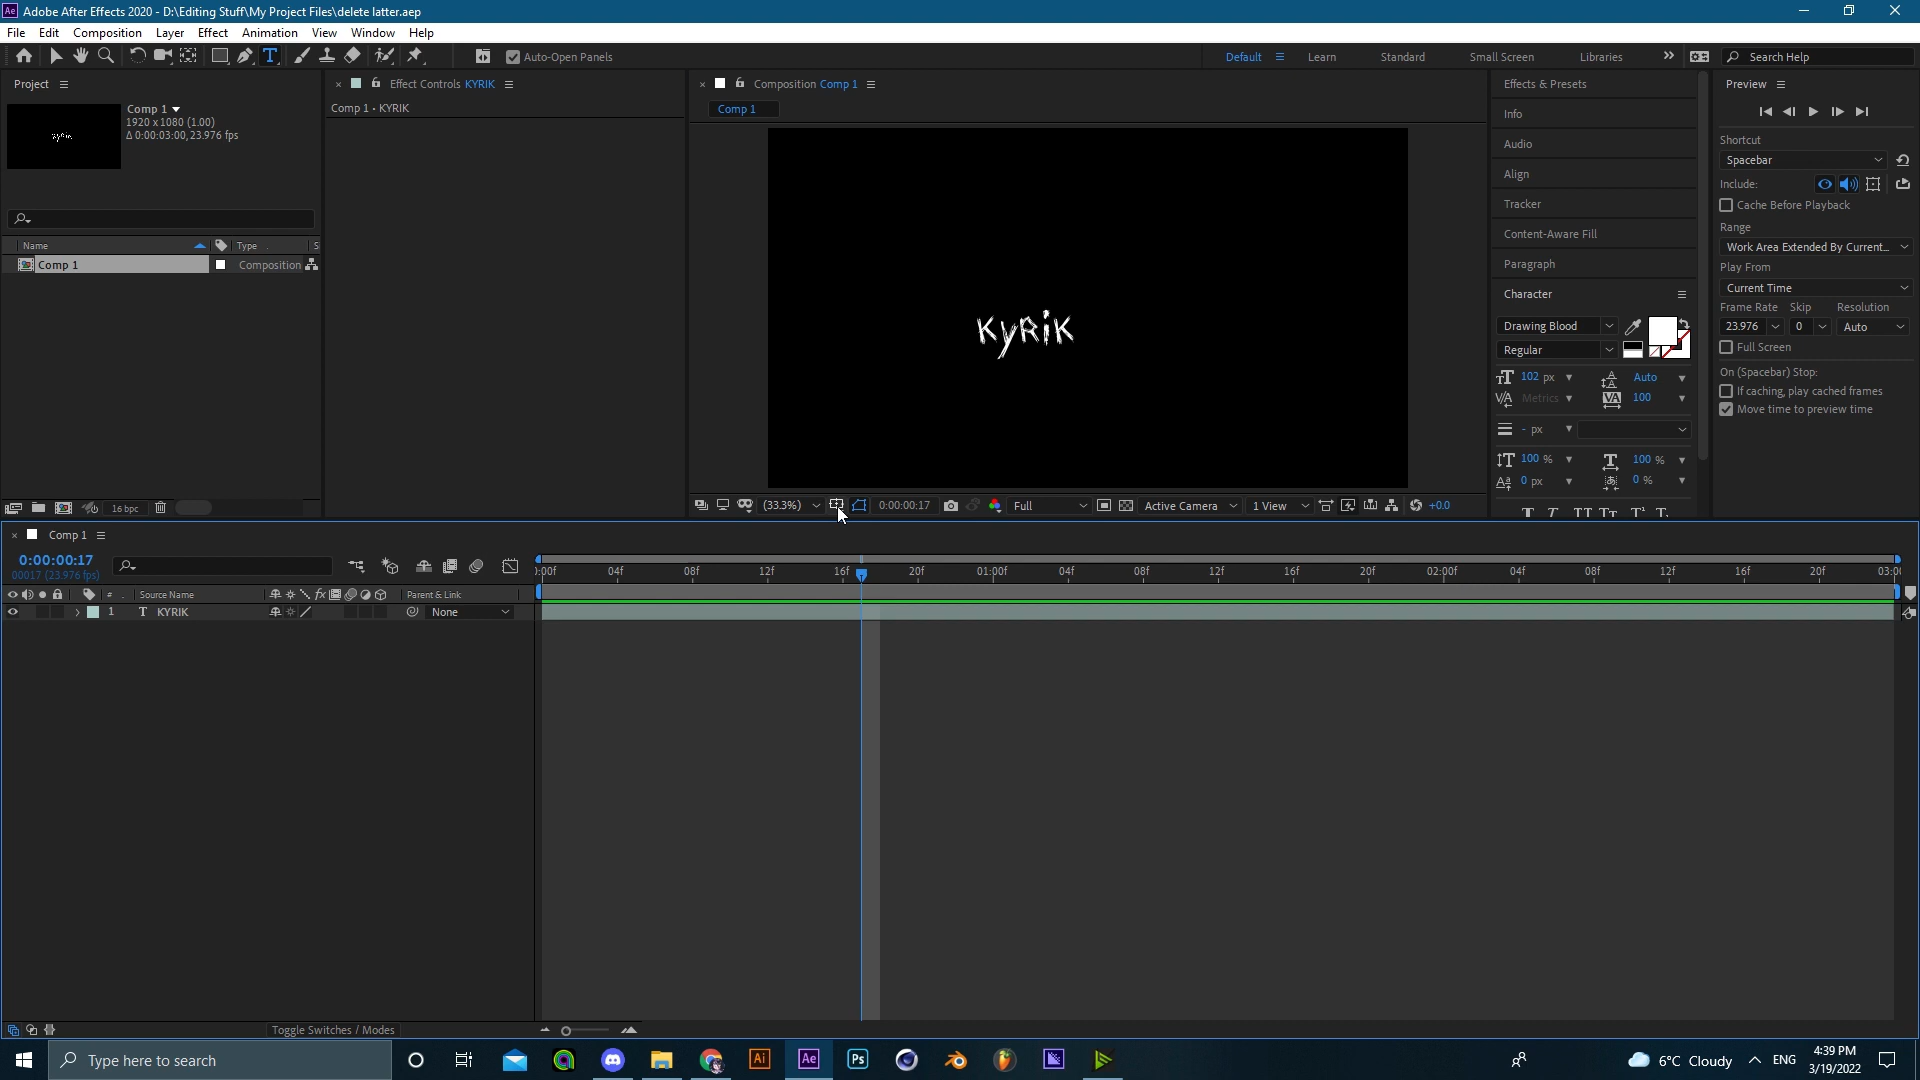 Ae Adobe After Effects 2020 - D:\Editing Stuff\My Project Files\delete latter.aep
File Edit Composition Layer Effect Animation View Window Help
Auto-Open Panels Default Learn Standard Small Screen Libraries Search Help
Project
Comp 1
1920 x 1080 (1.00)
Δ 0:00:03:00, 23.976 fps
KYRIK
Name Type S
Comp 1 Composition
16 bpc
Effect Controls KYRIK
Comp 1 • KYRIK
Composition Comp 1
Comp 1
KYRIK
(33.3%) 0:00:00:17 Full Active Camera 1 View +0.0
Effects & Presets
Info
Audio
Align
Tracker
Content-Aware Fill
Paragraph
Character
Drawing Blood
Regular
102 px Auto
Metrics 100
- px
100 % 100 %
0 px 0 %
Preview
Shortcut
Spacebar
Include:
Cache Before Playback
Range
Work Area Extended By Current...
Play From
Current Time
Frame Rate Skip Resolution
23.976 0 Auto
Full Screen
On (Spacebar) Stop:
If caching, play cached frames
Move time to preview time
Comp 1
0:00:00:17
00017 (23.976 fps)
):00f 04f 08f 12f 16f 20f 01:00f 04f 08f 12f 16f 20f 02:00f 04f 08f 12f 16f 20f 03:0(
# . Source Name fx Parent & Link
1 T KYRIK None
Toggle Switches / Modes
Type here to search
Ai Ae Ps
6°C Cloudy ENG
4:39 PM
3/19/2022